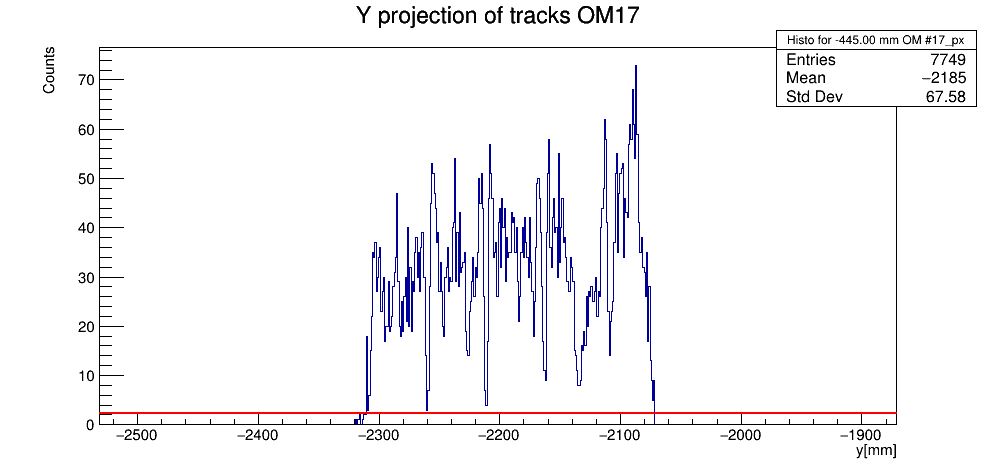 Y projection of tracks OM17
Histo for -445.00 mm OM #17_px
Entries 7749
Mean −2185
Std Dev 67.58
Counts
70
60
50
40
30
20
10
0
−2500 −2400 −2300 −2200 −2100 −2000 −1900
y[mm]